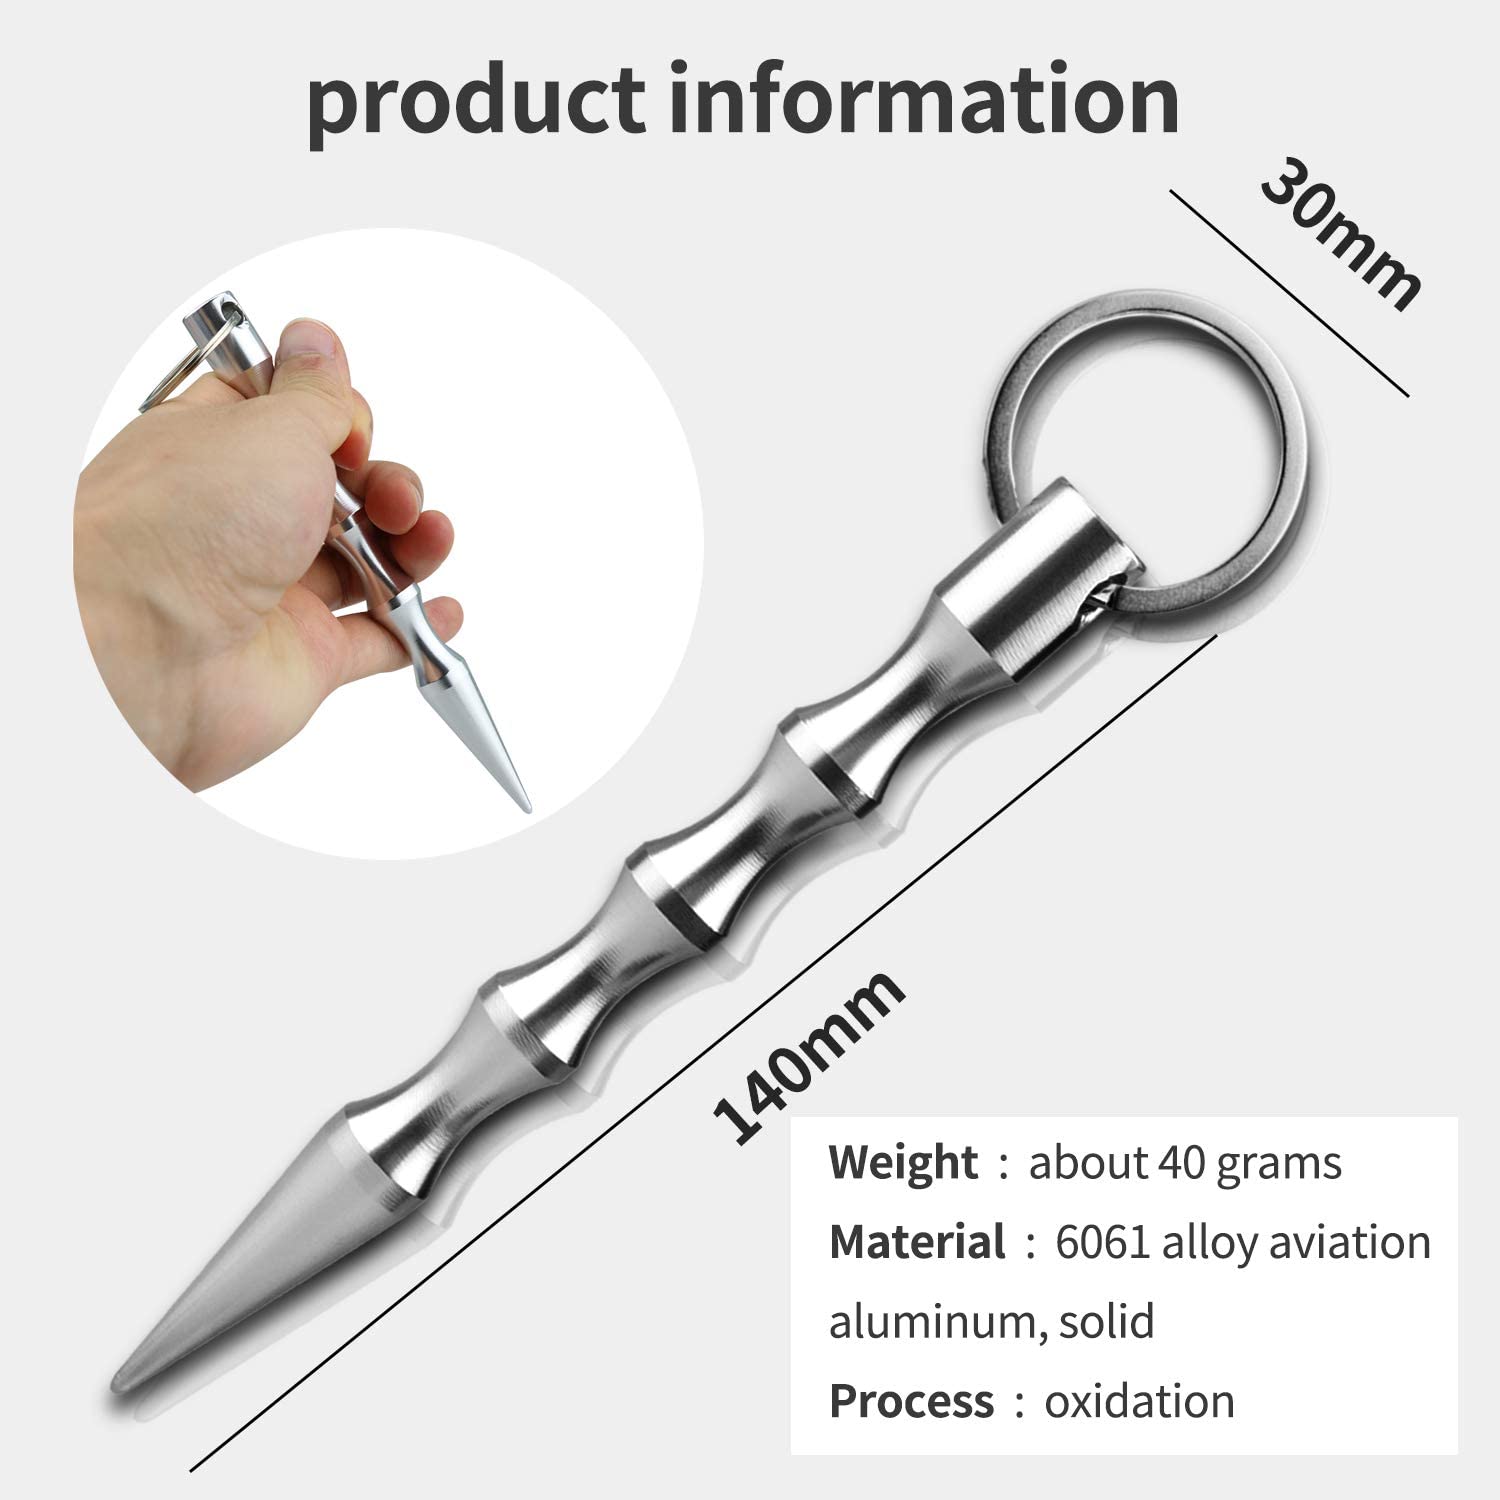 product information
30mm
140mm
Weight : about 40 grams
Material : 6061 alloy aviation
aluminum, solid
Process : oxidation